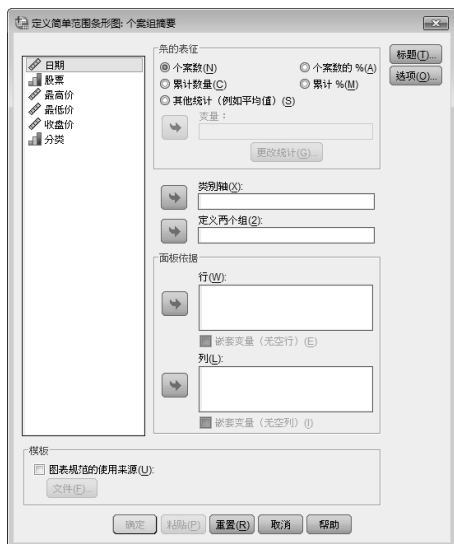 定义简单范围条形图: 个案组摘要
日期
股票
最高价
最低价
收盘价
分类
条的表征
个案数(N)
个案数的 %(A)
累计数量(C)
累计 %(M)
其他统计（例如平均值）(S)
变量：
更改统计(G)...
类别轴(X):
定义两个组(2):
面板依据
行(W):
嵌套变量（无空行）(E)
列(L):
嵌套变量（无空列）(I)
标题(T)...
选项(O)...
模板
图表规范的使用来源(U):
文件(F)...
确定
粘贴(P)
重置(R)
取消
帮助